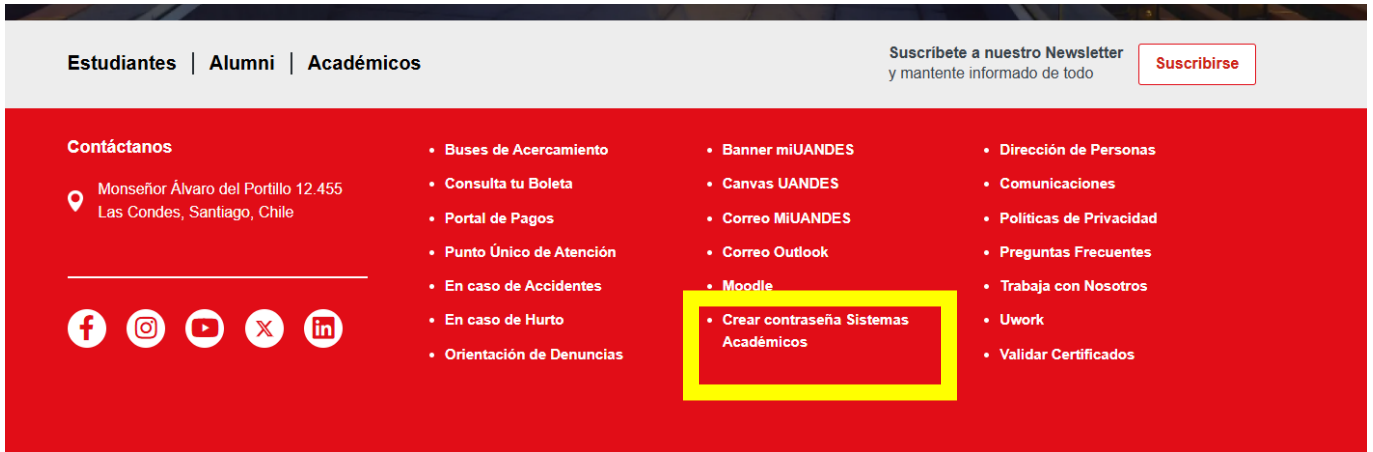 Estudiantes | Alumni | Académicos
Suscríbete a nuestro Newsletter
y mantente informado de todo
Suscribirse
Contáctanos
Monseñor Álvaro del Portillo 12.455
Las Condes, Santiago, Chile
• Buses de Acercamiento
• Consulta tu Boleta
• Portal de Pagos
• Punto Único de Atención
• En caso de Accidentes
• En caso de Hurto
• Orientación de Denuncias
• Banner miUANDES
• Canvas UANDES
• Correo MiUANDES
• Correo Outlook
• Moodle
• Crear contraseña Sistemas
Académicos
• Dirección de Personas
• Comunicaciones
• Políticas de Privacidad
• Preguntas Frecuentes
• Trabaja con Nosotros
• Uwork
• Validar Certificados